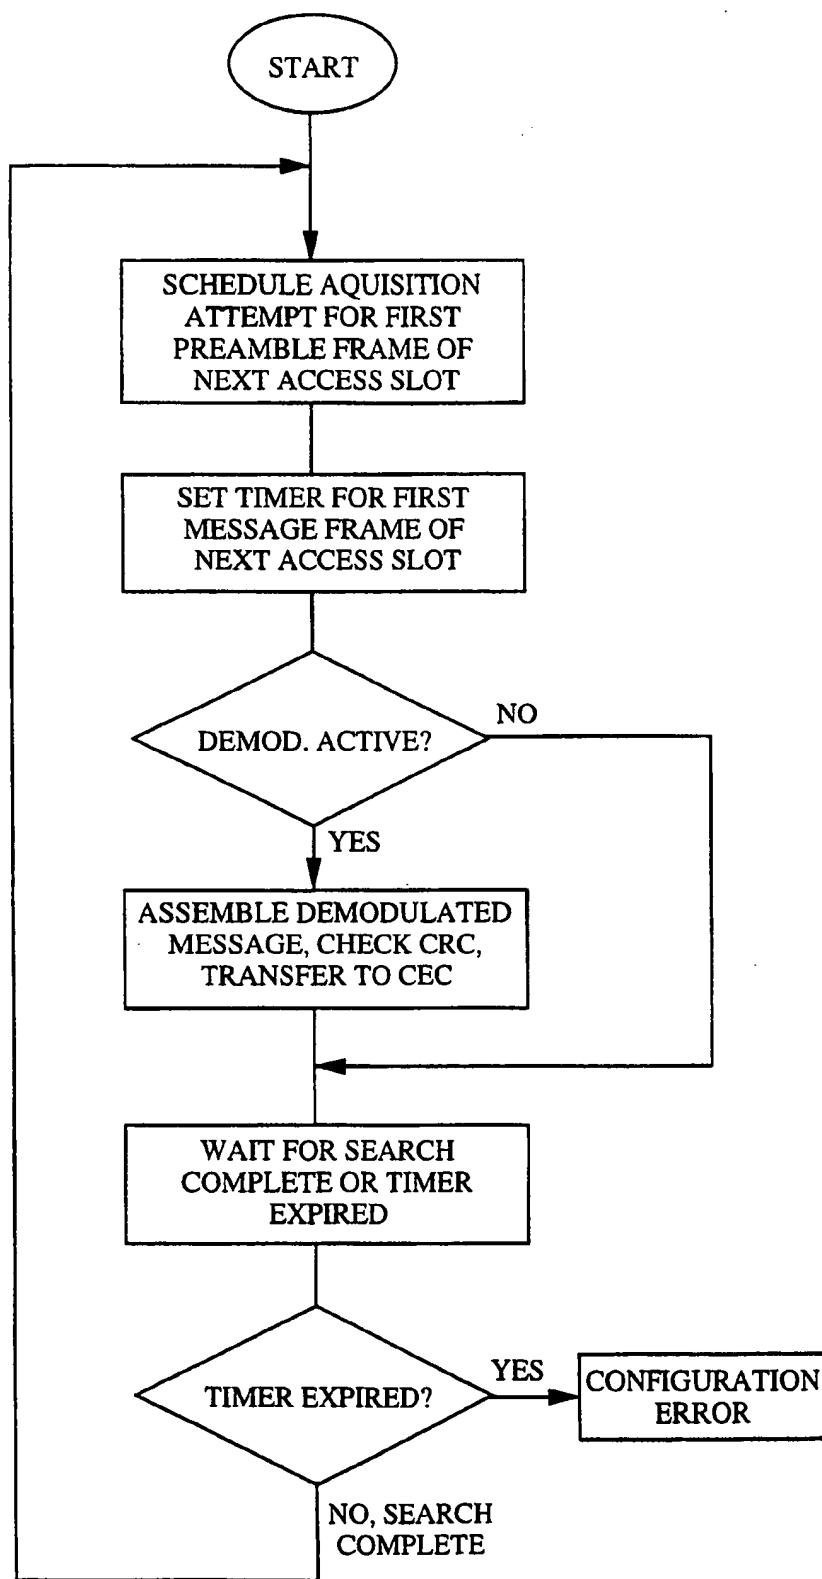 START
SCHEDULE AQUISITION
ATTEMPT FOR FIRST
PREAMBLE FRAME OF
NEXT ACCESS SLOT
SET TIMER FOR FIRST
MESSAGE FRAME OF
NEXT ACCESS SLOT
DEMOD. ACTIVE?
NO
YES
ASSEMBLE DEMODULATED
MESSAGE, CHECK CRC,
TRANSFER TO CEC
WAIT FOR SEARCH
COMPLETE OR TIMER
EXPIRED
TIMER EXPIRED?
YES
CONFIGURATION
ERROR
NO, SEARCH
COMPLETE